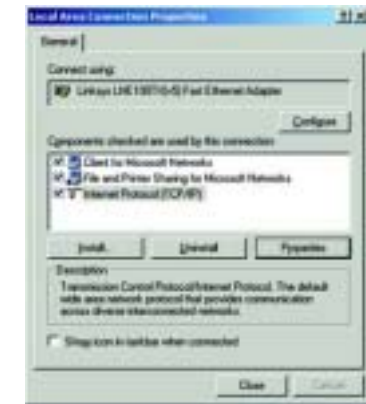 Local Area Connection Properties
General
Connect using:
Linksys LNE100TX(v5) Fast Ethernet Adapter
Configure
Components checked are used by this connection:
Client for Microsoft Networks
File and Printer Sharing for Microsoft Networks
Internet Protocol (TCP/IP)
Install...
Uninstall
Properties
Description
Transmission Control Protocol/Internet Protocol. The default
wide area network protocol that provides communication
across diverse interconnected networks.
Show icon in taskbar when connected
Close
Cancel